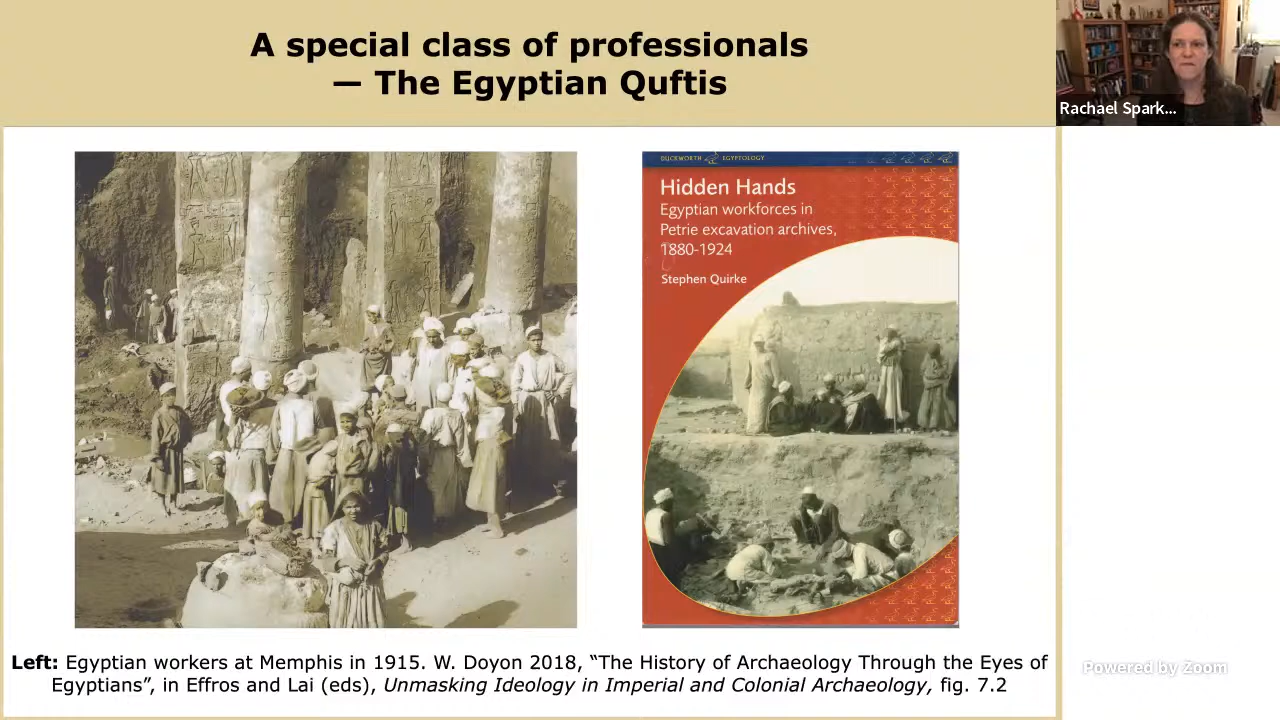 A special class of professionals
— The Egyptian Quftis
Rachael Spark...
DUCKWORTH EGYPTOLOGY
Hidden Hands
Egyptian workforces in
Petrie excavation archives,
1880-1924
Stephen Quirke
Left: Egyptian workers at Memphis in 1915. W. Doyon 2018, “The History of Archaeology Through the Eyes of
Egyptians”, in Effros and Lai (eds), Unmasking Ideology in Imperial and Colonial Archaeology, fig. 7.2
Powered by Zoom